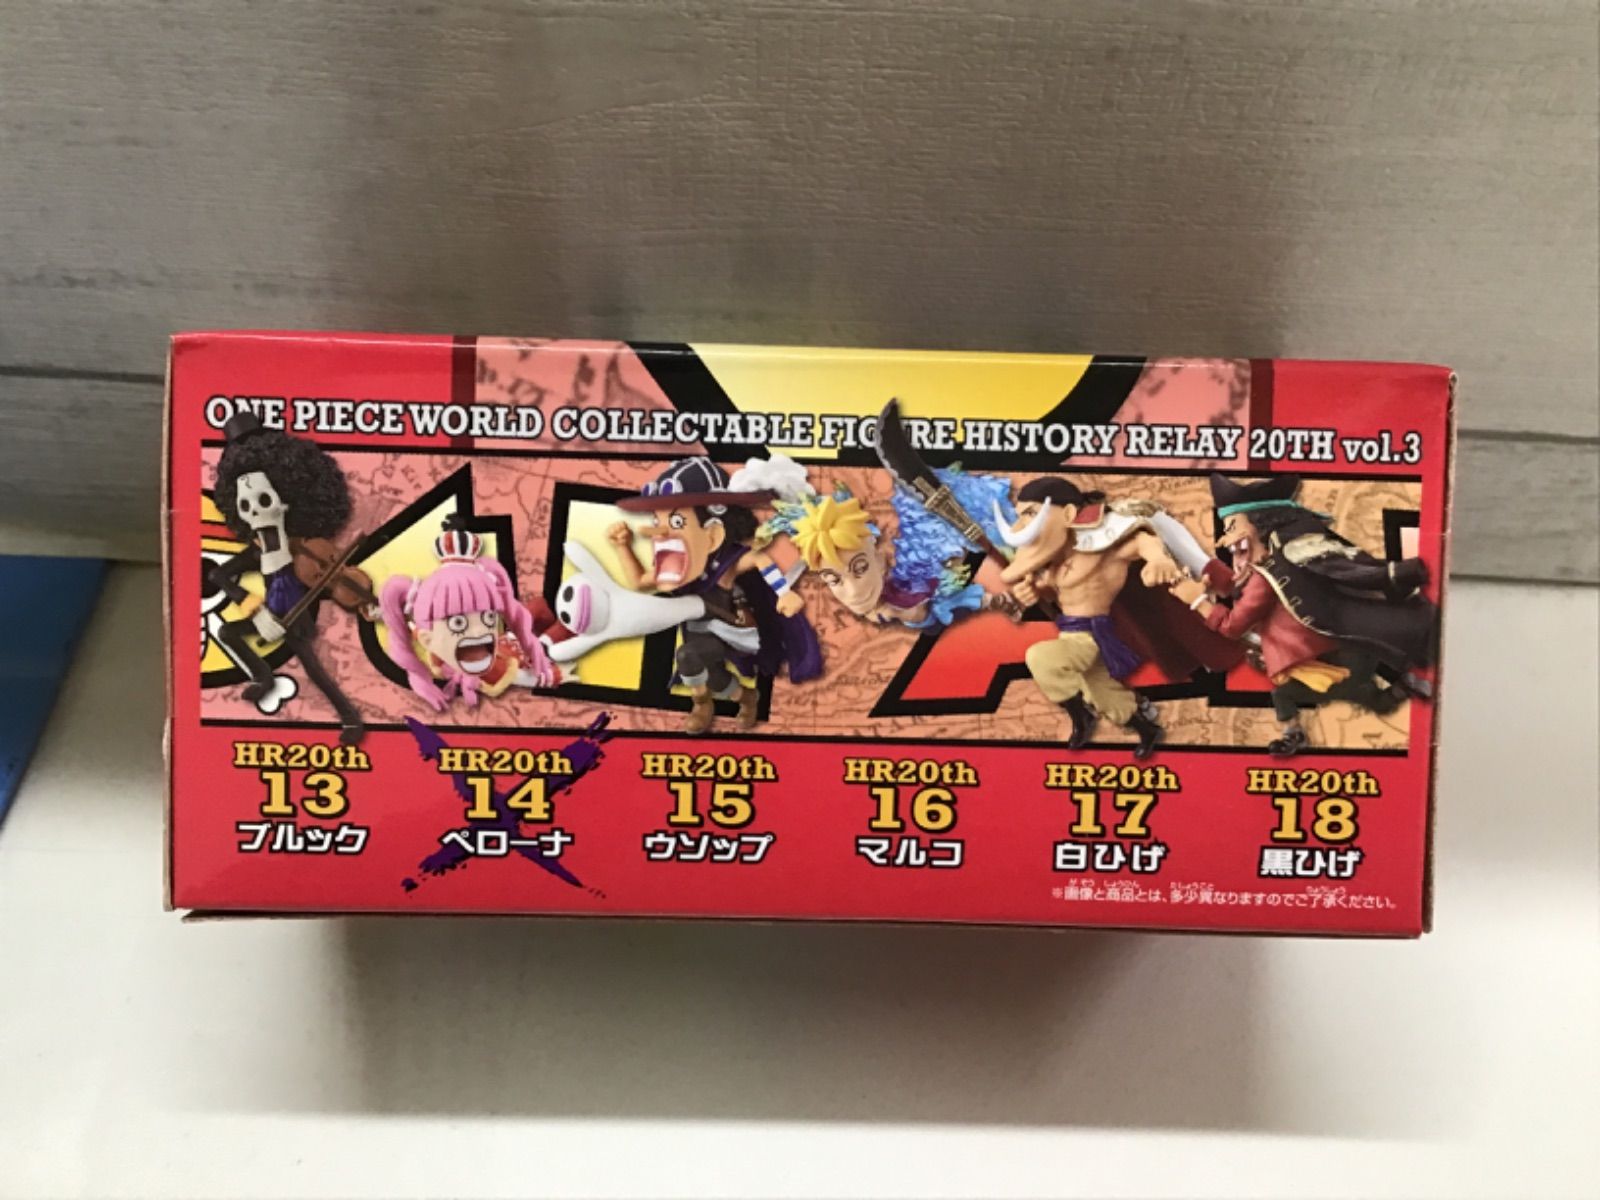 ONE PIECE WORLD COLLECTABLE FIGURE HISTORY RELAY 20TH vol.3
HR20th
13
ブルック
HR20th
14
ペローナ
HR20th
15
ウソップ
HR20th
16
マルコ
HR20th
17
白ひげ
HR20th
18
黒ひげ
※画像と商品とは、多少異なりますのでご了承ください。